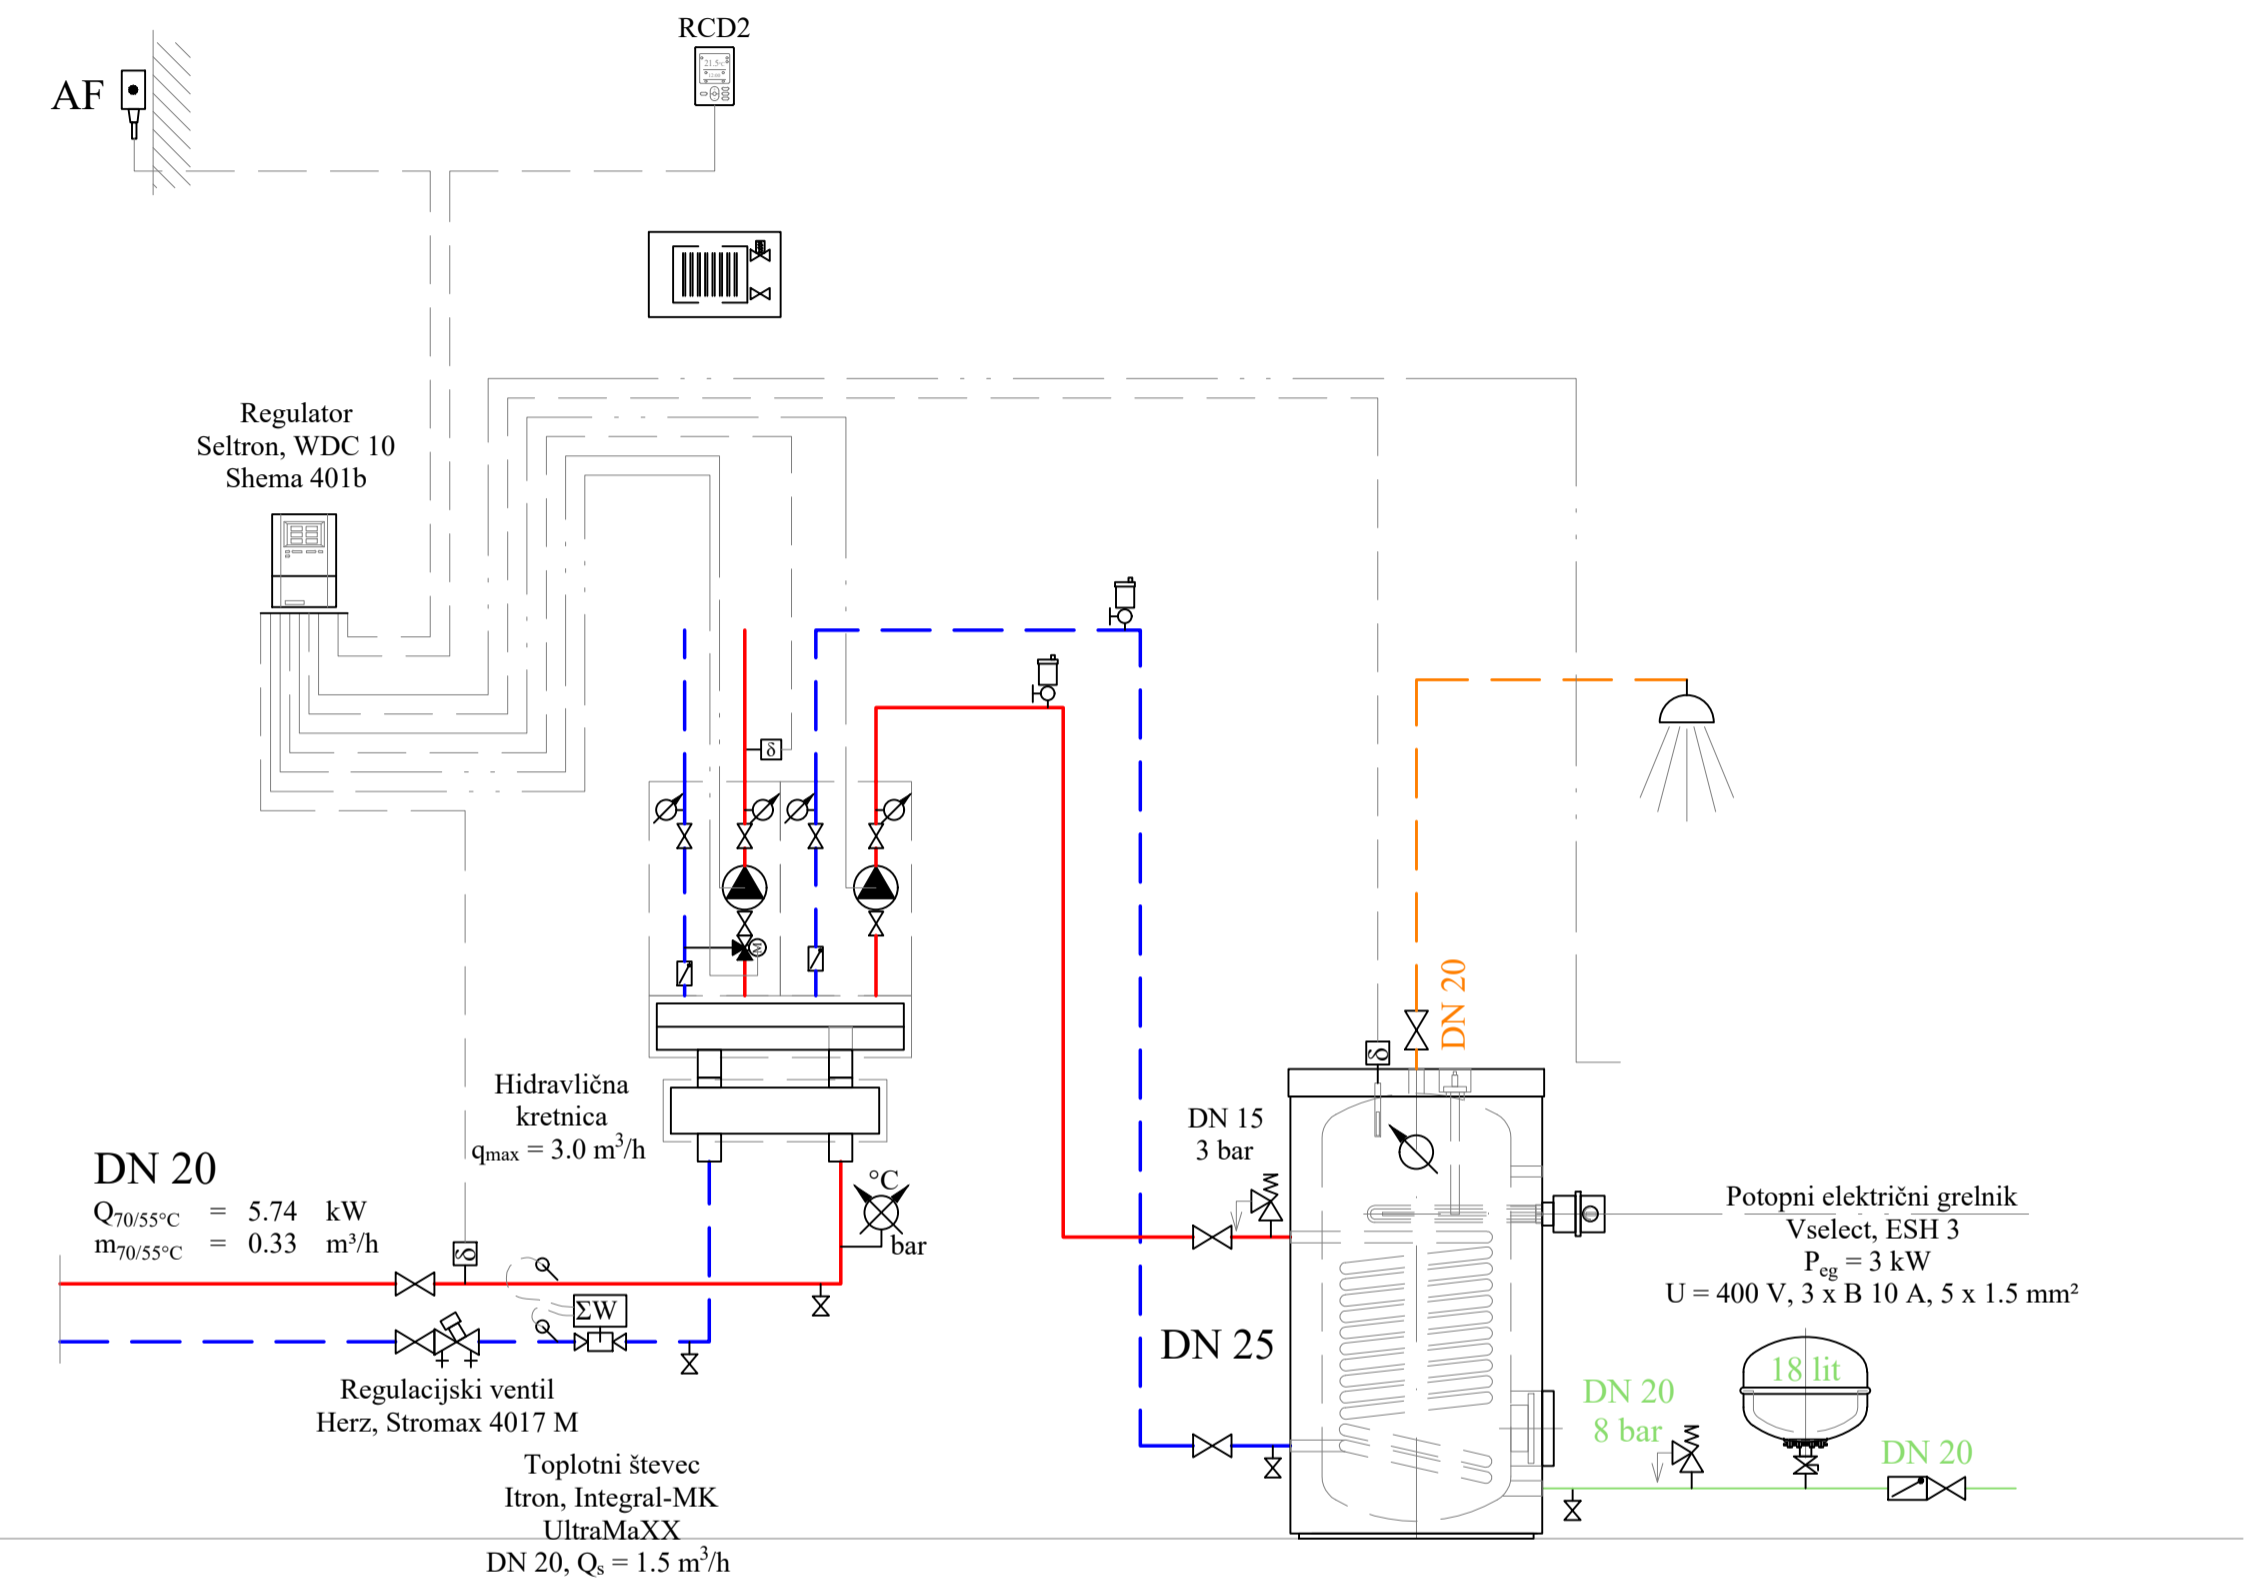 RCD2
AF
21.5°C
Regulator
Seltron, WDC 10
Shema 401b
δ
M
DN 20
δ
Hidravlična
kretnica
qmax = 3.0 m³/h
DN 15
3 bar
DN 20
Q70/55°C = 5.74 kW
m70/55°C = 0.33 m³/h
°C
bar
δ
ΣW
Potopni električni grelnik
Vselect, ESH 3
Peg = 3 kW
U = 400 V, 3 x B 10 A, 5 x 1.5 mm²
DN 25
18 lit
DN 20
8 bar
DN 20
Regulacijski ventil
Herz, Stromax 4017 M
Toplotni števec
Itron, Integral-MK
UltraMaXX
DN 20, Qs = 1.5 m³/h